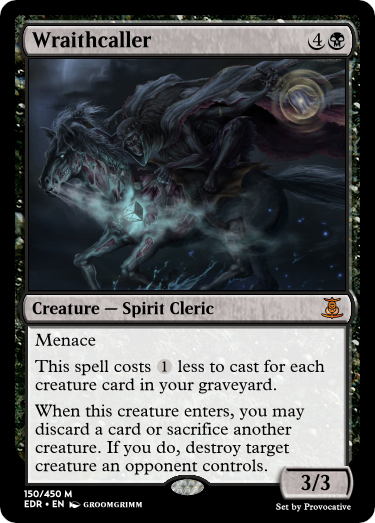 Wraithcaller 4
Creature — Spirit Cleric
Menace
This spell costs 1 less to cast for each
creature card in your graveyard.
When this creature enters, you may
discard a card or sacrifice another
creature. If you do, destroy target
creature an opponent controls.
3/3
150/450 M
EDR • EN GROOMGRIMM
Set by Provocative